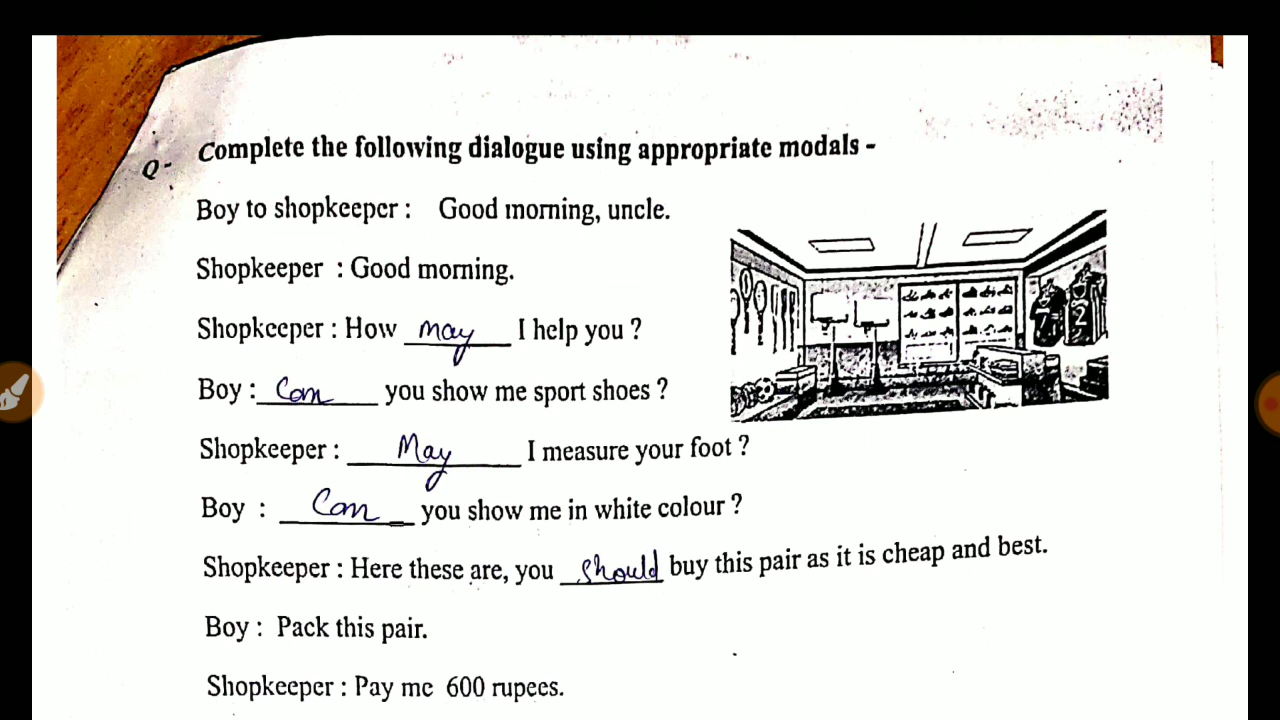 Q- Complete the following dialogue using appropriate modals -
Boy to shopkeeper : Good morning, uncle.
Shopkeeper : Good morning.
Shopkeeper : How may I help you ?
Boy : Can you show me sport shoes ?
Shopkeeper : May I measure your foot ?
Boy : Can you show me in white colour ?
Shopkeeper : Here these are, you should buy this pair as it is cheap and best.
Boy : Pack this pair.
Shopkeeper : Pay me 600 rupees.
7 2